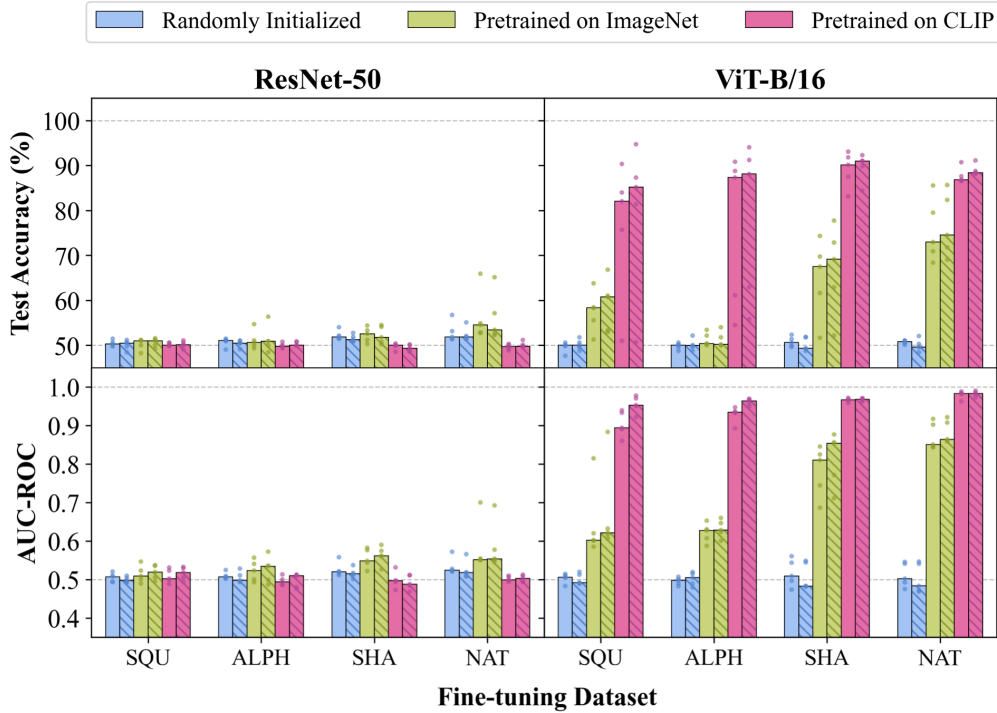 Randomly Initialized Pretrained on ImageNet Pretrained on CLIP
ResNet-50 ViT-B/16
Test Accuracy (%)
100
90
80
70
60
50
AUC-ROC
1.0
0.9
0.8
0.7
0.6
0.5
0.4
SQU ALPH SHA NAT SQU ALPH SHA NAT
Fine-tuning Dataset